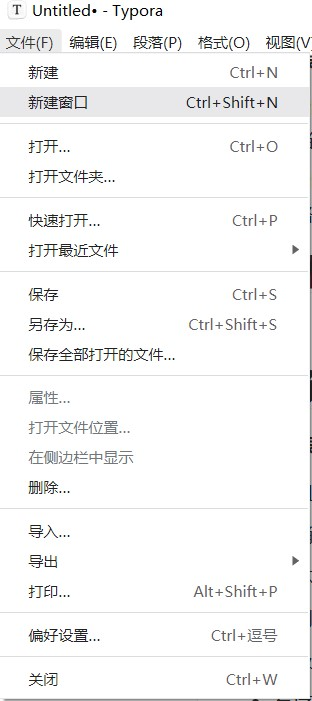 T Untitled• - Typora
文件(F) 编辑(E) 段落(P) 格式(O) 视图(V)
新建 Ctrl+N
新建窗口 Ctrl+Shift+N
打开... Ctrl+O
打开文件夹...
快速打开... Ctrl+P
打开最近文件
保存 Ctrl+S
另存为... Ctrl+Shift+S
保存全部打开的文件...
属性...
打开文件位置...
在侧边栏中显示
删除...
导入...
导出
打印... Alt+Shift+P
偏好设置... Ctrl+逗号
关闭 Ctrl+W